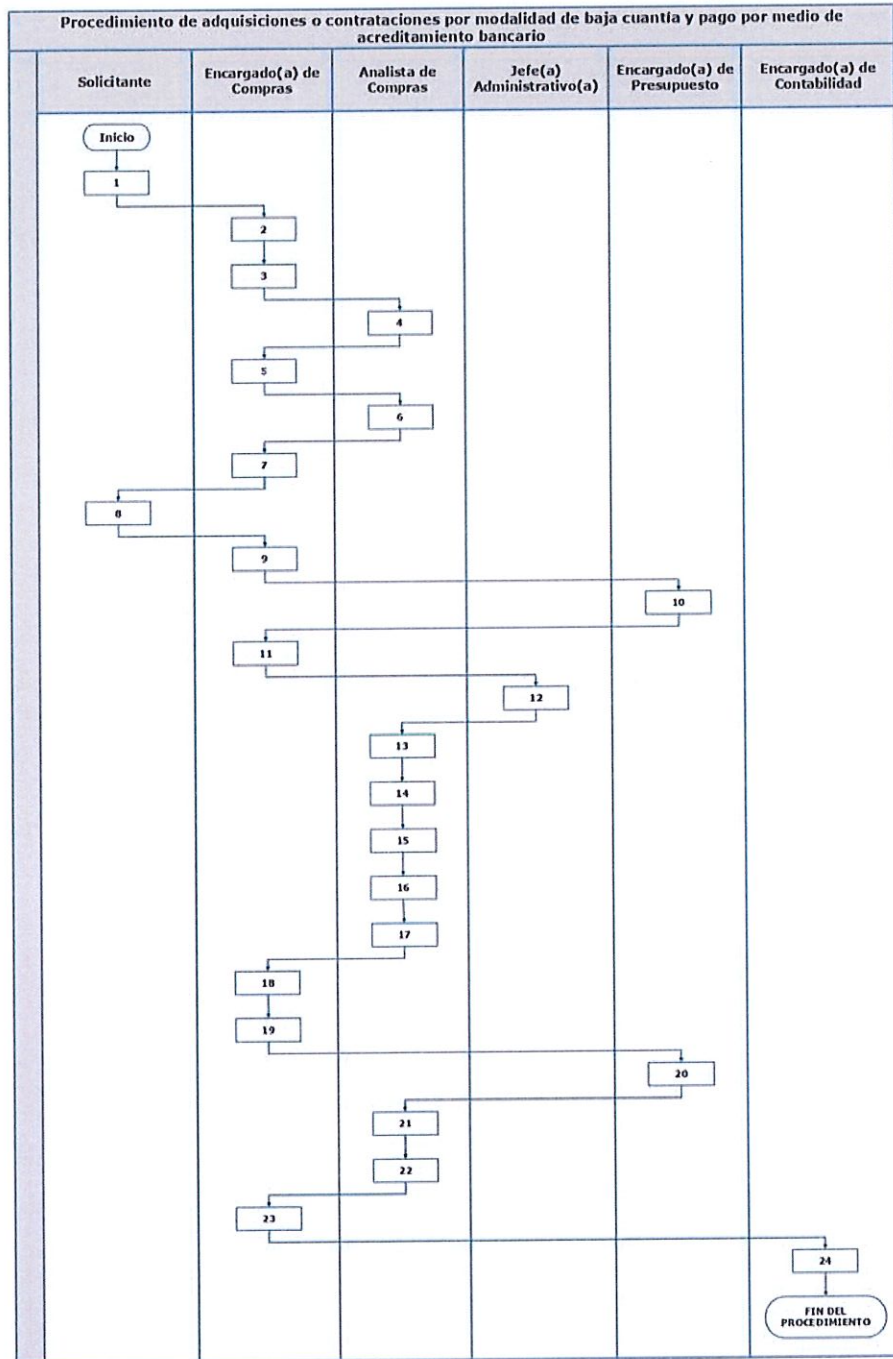 Procedimiento de adquisiciones o contrataciones por modalidad de baja cuantía y pago por medio de
acreditamiento bancario
Solicitante
Encargado(a) de
Compras
Analista de
Compras
Jefe(a)
Administrativo(a)
Encargado(a) de
Presupuesto
Encargado(a) de
Contabilidad
Inicio
1
2
3
4
5
6
7
8
9
10
11
12
13
14
15
16
17
18
19
20
21
22
23
24
FIN DEL
PROCEDIMIENTO